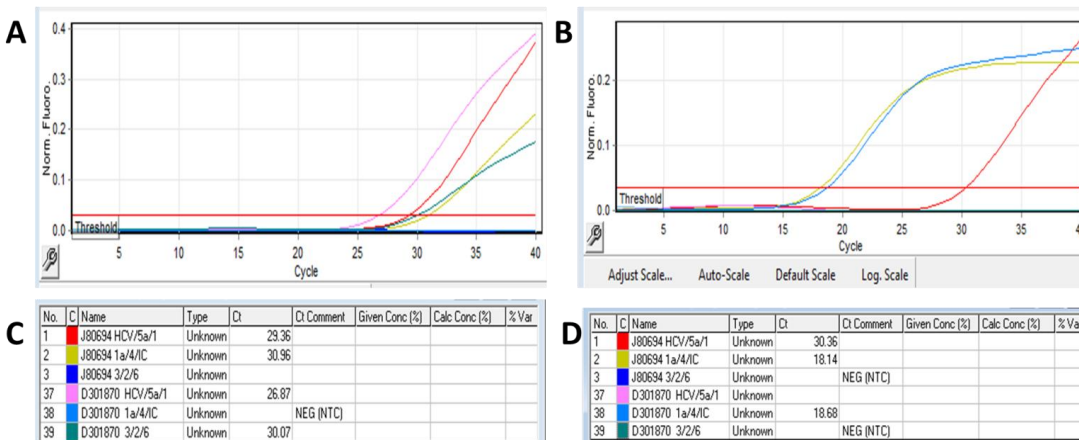 A
0.4
0.3
0.2
0.1
0.0
Norm. Fluoro.
Threshold
5 10 15 20 25 30 35 40
Cycle
B
0.2
0.1
0.0
Norm. Fluoro.
Threshold
5 10 15 20 25 30 35 40
Cycle
Adjust Scale... Auto-Scale Default Scale Log. Scale
C
No. C Name Type Ct Ct Comment Given Conc (%) Calc Conc (%) % Var
1 J80694 HCV/5a/1 Unknown 29.36
2 J80694 1a/4/IC Unknown 30.96
3 J80694 3/2/6 Unknown
37 D301870 HCV/5a/1 Unknown 26.87
38 D301870 1a/4/IC Unknown NEG (NTC)
39 D301870 3/2/6 Unknown 30.07
D
No. C Name Type Ct Ct Comment Given Conc (%) Calc Conc (%) % Va
1 J80694 HCV/5a/1 Unknown 30.36
2 J80694 1a/4/IC Unknown 18.14
3 J80694 3/2/6 Unknown NEG (NTC)
37 D301870 HCV/5a/1 Unknown
38 D301870 1a/4/IC Unknown 18.68
39 D301870 3/2/6 Unknown NEG (NTC)